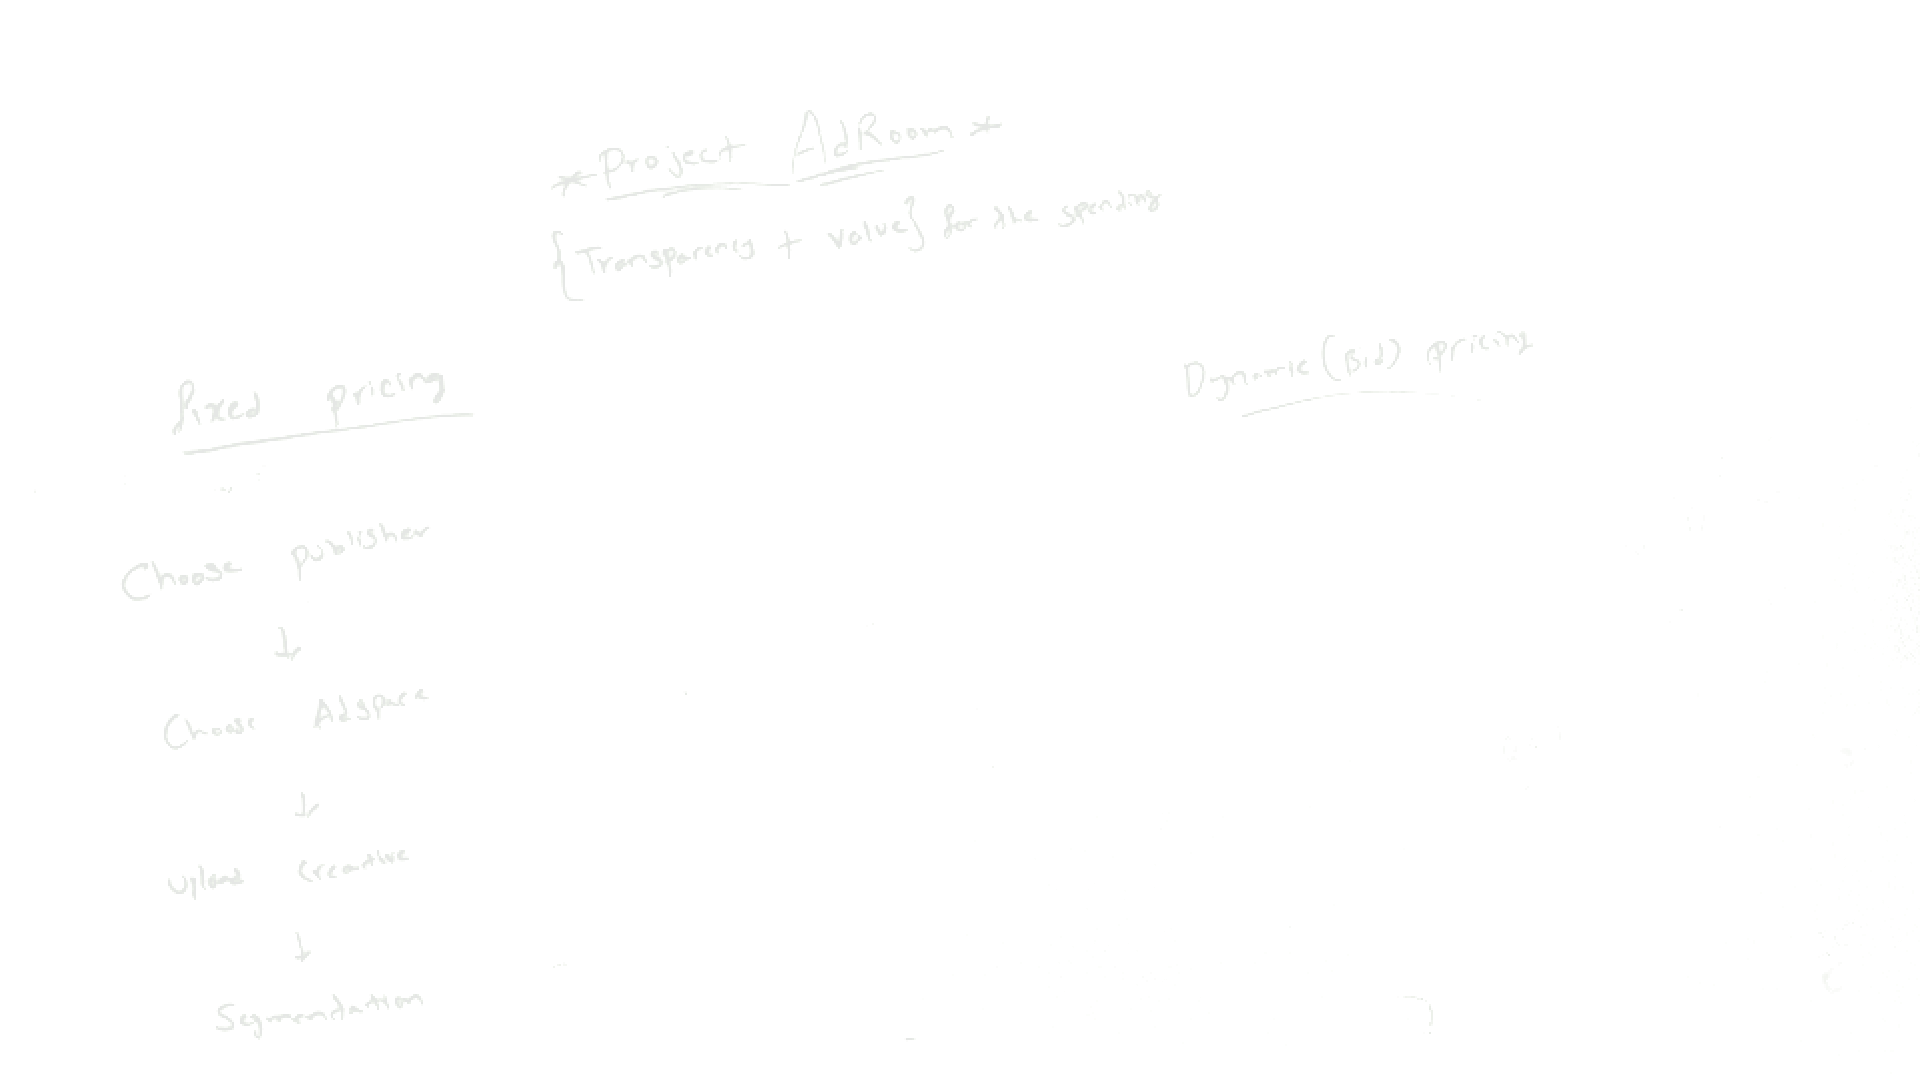 * Project AdRoom *
{Transparency + value} for the spending
fixed pricing
Choose publisher
↓
Choose Adspace
↓
Upload Creative
↓
Segmendation
Dynamic (Bid) pricing